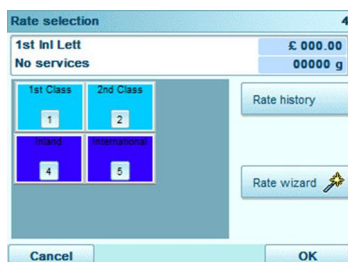 Rate selection 4
1st Inl Lett £ 000.00
No services 00000 g
1st Class 2nd Class
1 2
Rate history
Inland International
4 5
Rate wizard
Cancel OK